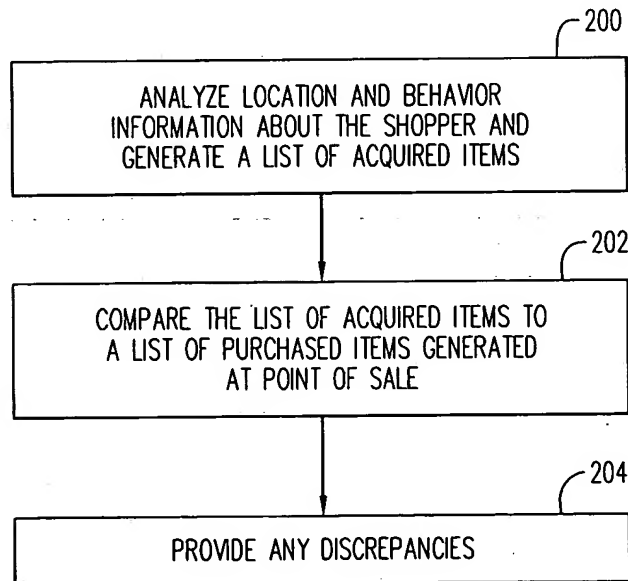 200
ANALYZE LOCATION AND BEHAVIOR
INFORMATION ABOUT THE SHOPPER AND
GENERATE A LIST OF ACQUIRED ITEMS
202
COMPARE THE LIST OF ACQUIRED ITEMS TO
A LIST OF PURCHASED ITEMS GENERATED
AT POINT OF SALE
204
PROVIDE ANY DISCREPANCIES